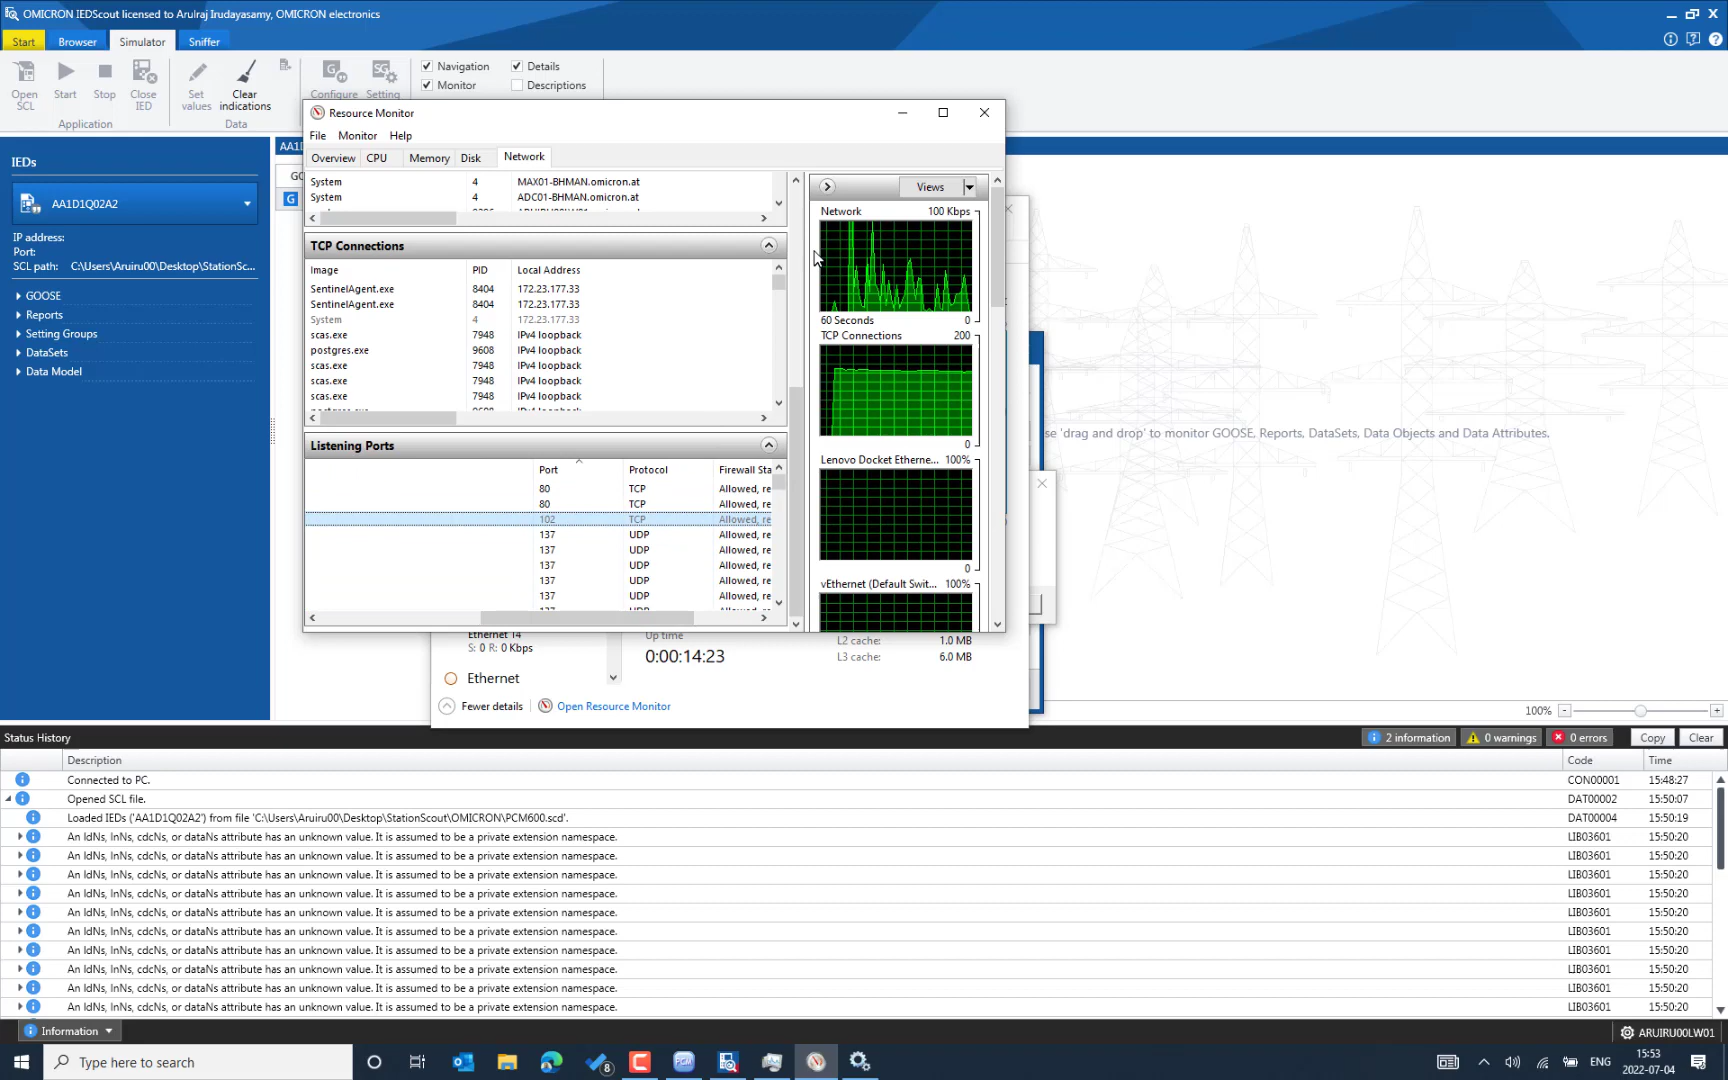 OMICRON IEDScout licensed to Arulraj Irudayasamy, OMICRON electronics
Start
Browser
Simulator
Sniffer
Open SCL
Start
Stop
Close IED
Set values
Clear indications
Configure
Setting
Navigation
Details
Monitor
Descriptions
Application
Data
IEDs
AA1D1Q02A2
IP address:
Port:
SCL path: C:\Users\Aruiru00\Desktop\StationSc...
GOOSE
Reports
Setting Groups
DataSets
Data Model
AA1
Resource Monitor
File Monitor Help
Overview CPU Memory Disk Network
System 4 MAX01-BHMAN.omicron.at
System 4 ADC01-BHMAN.omicron.at
TCP Connections
Image PID Local Address
SentinelAgent.exe 8404 172.23.177.33
SentinelAgent.exe 8404 172.23.177.33
System 4 172.23.177.33
scas.exe 7948 IPv4 loopback
postgres.exe 9608 IPv4 loopback
scas.exe 7948 IPv4 loopback
scas.exe 7948 IPv4 loopback
scas.exe 7948 IPv4 loopback
Listening Ports
Port Protocol Firewall Sta
80 TCP Allowed, re
80 TCP Allowed, re
102 TCP Allowed, re
137 UDP Allowed, re
137 UDP Allowed, re
137 UDP Allowed, re
137 UDP Allowed, re
137 UDP Allowed, re
Views
Network 100 Kbps
60 Seconds 0
TCP Connections 200
0
Lenovo Docket Etherne... 100%
0
vEthernet (Default Swit... 100%
se 'drag and drop' to monitor GOOSE, Reports, DataSets, Data Objects and Data Attributes.
Ethernet 14
S: 0 R: 0 Kbps
Ethernet
Up time
0:00:14:23
L2 cache: 1.0 MB
L3 cache: 6.0 MB
Fewer details
Open Resource Monitor
100%
Status History
2 information
0 warnings
0 errors
Copy
Clear
Description Code Time
Connected to PC. CON00001 15:48:27
Opened SCL file. DAT00002 15:50:07
Loaded IEDs ('AA1D1Q02A2') from file 'C:\Users\Aruiru00\Desktop\StationScout\OMICRON\PCM600.scd'. DAT00004 15:50:19
An ldNs, lnNs, cdcNs, or dataNs attribute has an unknown value. It is assumed to be a private extension namespace. LIB03601 15:50:20
An ldNs, lnNs, cdcNs, or dataNs attribute has an unknown value. It is assumed to be a private extension namespace. LIB03601 15:50:20
An ldNs, lnNs, cdcNs, or dataNs attribute has an unknown value. It is assumed to be a private extension namespace. LIB03601 15:50:20
An ldNs, lnNs, cdcNs, or dataNs attribute has an unknown value. It is assumed to be a private extension namespace. LIB03601 15:50:20
An ldNs, lnNs, cdcNs, or dataNs attribute has an unknown value. It is assumed to be a private extension namespace. LIB03601 15:50:20
An ldNs, lnNs, cdcNs, or dataNs attribute has an unknown value. It is assumed to be a private extension namespace. LIB03601 15:50:20
An ldNs, lnNs, cdcNs, or dataNs attribute has an unknown value. It is assumed to be a private extension namespace. LIB03601 15:50:20
An ldNs, lnNs, cdcNs, or dataNs attribute has an unknown value. It is assumed to be a private extension namespace. LIB03601 15:50:20
An ldNs, lnNs, cdcNs, or dataNs attribute has an unknown value. It is assumed to be a private extension namespace. LIB03601 15:50:20
An ldNs, lnNs, cdcNs, or dataNs attribute has an unknown value. It is assumed to be a private extension namespace. LIB03601 15:50:20
Information
ARUIRU00LW01
Type here to search
8
ENG
15:53
2022-07-04